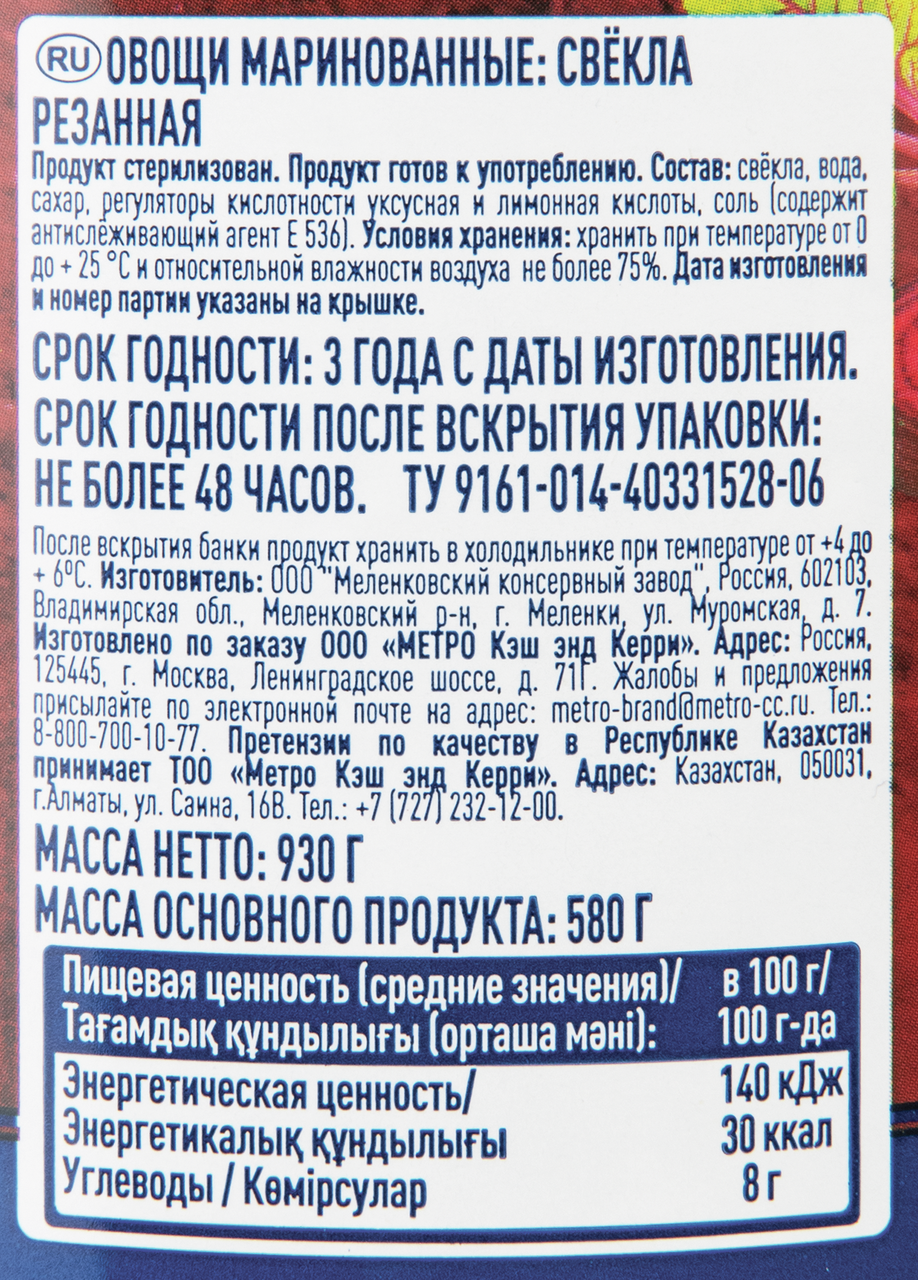 RU ОВОЩИ МАРИНОВАННЫЕ: СВЁКЛА
РЕЗАННАЯ
Продукт стерилизован. Продукт готов к употреблению. Состав: свёкла, вода,
сахар, регуляторы кислотности уксусная и лимонная кислоты, соль (содержит
антислёживающий агент Е 536). Условия хранения: хранить при температуре от 0
до + 25 °С и относительной влажности воздуха не более 75%. Дата изготовления
и номер партии указаны на крышке.
СРОК ГОДНОСТИ: 3 ГОДА С ДАТЫ ИЗГОТОВЛЕНИЯ.
СРОК ГОДНОСТИ ПОСЛЕ ВСКРЫТИЯ УПАКОВКИ:
НЕ БОЛЕЕ 48 ЧАСОВ. ТУ 9161-014-40331528-06
После вскрытия банки продукт хранить в холодильнике при температуре от +4 до
+ 6°С. Изготовитель: ООО "Меленковский консервный завод", Россия, 602103,
Владимирская обл., Меленковский р-н, г. Меленки, ул. Муромская, д. 7.
Изготовлено по заказу ООО «МЕТРО Кэш энд Керри». Адрес: Россия,
125445, г. Москва, Ленинградское шоссе, д. 71Г. Жалобы и предложения
присылайте по электронной почте на адрес: metro-brand@metro-cc.ru. Тел.:
8-800-700-10-77. Претензии по качеству в Республике Казахстан
принимает ТОО «Метро Кэш энд Керри». Адрес: Казахстан, 050031,
г.Алматы, ул. Саина, 16В. Тел.: +7 (727) 232-12-00.
МАССА НЕТТО: 930 Г
МАССА ОСНОВНОГО ПРОДУКТА: 580 Г
Пищевая ценность (средние значения)/ в 100 г/
Тағамдық құндылығы (орташа мәні): 100 г-да
Энергетическая ценность/ 140 кДж
Энергетикалық құндылығы 30 ккал
Углеводы / Көмірсулар 8 г